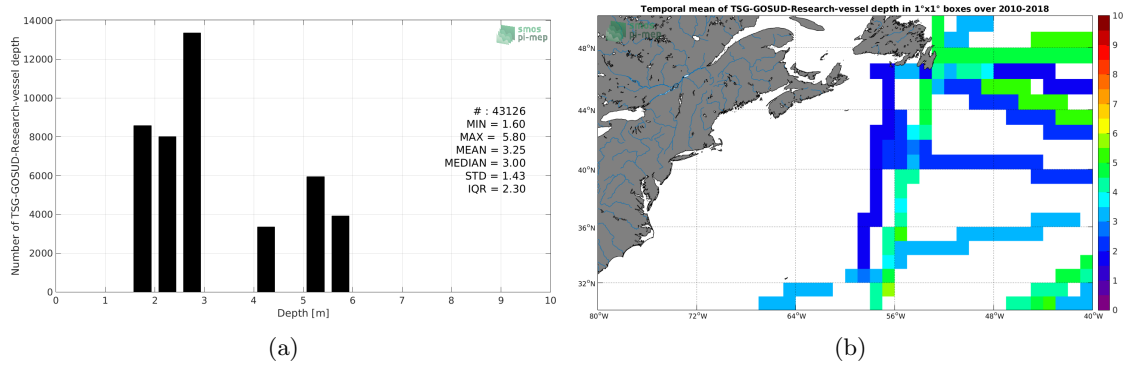 14000
12000
10000
8000
6000
4000
2000
0
Number of TSG-GOSUD-Research-vessel depth
smos
pi-mep
# : 43126
MIN = 1.60
MAX = 5.80
MEAN = 3.25
MEDIAN = 3.00
STD = 1.43
IQR = 2.30
0 1 2 3 4 5 6 7 8 9 10
Depth [m]
(a)
Temporal mean of TSG-GOSUD-Research-vessel depth in 1°x1° boxes over 2010-2018
smos
pi-mep
48°N
44°N
40°N
36°N
32°N
80°W 72°W 64°W 56°W 48°W 40°W
10
9
8
7
6
5
4
3
2
1
0
(b)